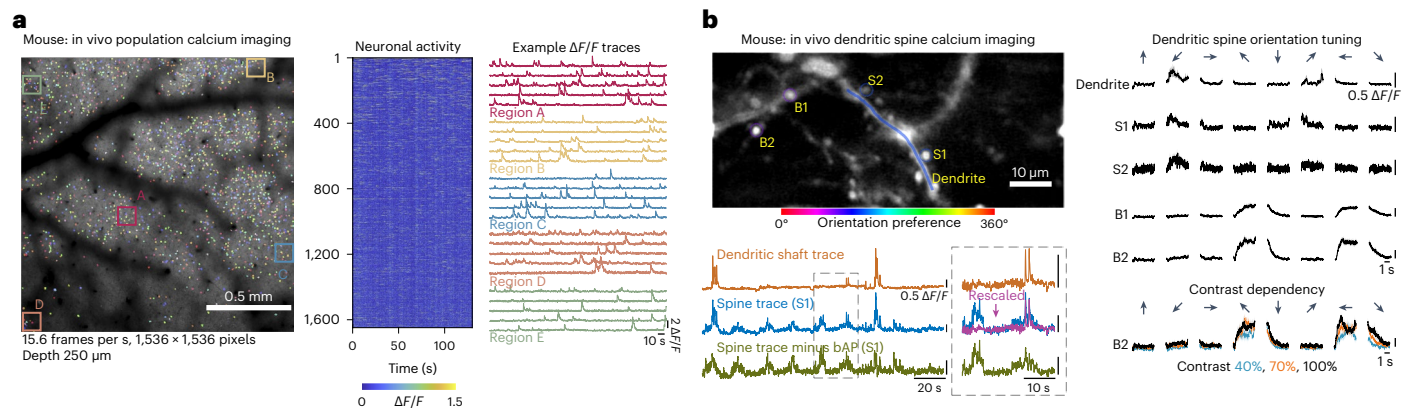 a
Mouse: in vivo population calcium imaging
B
E
A
C
D
0.5 mm
15.6 frames per s, 1,536 × 1,536 pixels
Depth 250 μm
Neuronal activity
1
400
800
1,200
1,600
0 50 100
Time (s)
0 ΔF/F 1.5
Example ΔF/F traces
Region A
Region B
Region C
Region D
Region E
2 ΔF/F
10 s
b
Mouse: in vivo dendritic spine calcium imaging
S2
B1
B2
S1
Dendrite
10 μm
0° Orientation preference 360°
Dendritic shaft trace
0.5 ΔF/F
Spine trace (S1)
Spine trace minus bAP (S1)
20 s
Rescaled
10 s
Dendritic spine orientation tuning
Dendrite
0.5 ΔF/F
S1
S2
B1
B2
1 s
Contrast dependency
B2
1 s
Contrast 40%, 70%, 100%